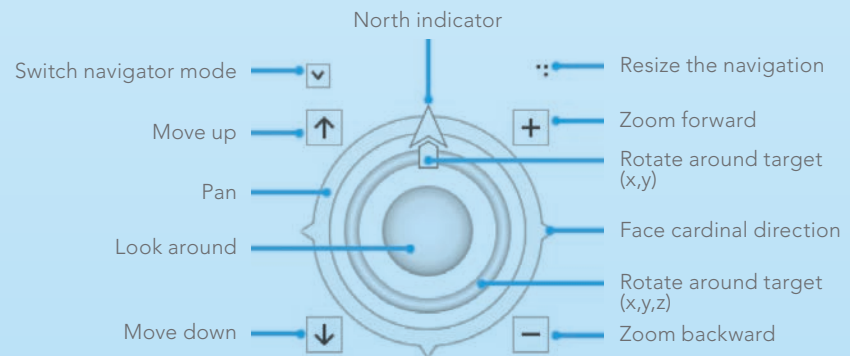 North indicator
Switch navigator mode
Resize the navigation
Move up
Zoom forward
Rotate around target
(x,y)
Pan
Look around
Face cardinal direction
Rotate around target
(x,y,z)
Move down
Zoom backward